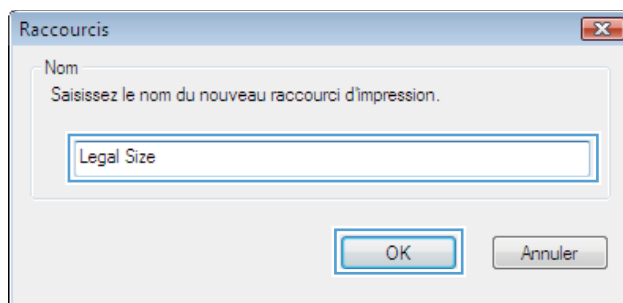 Raccourcis
Nom
Saisissez le nom du nouveau raccourci d'impression.
Legal Size
OK
Annuler